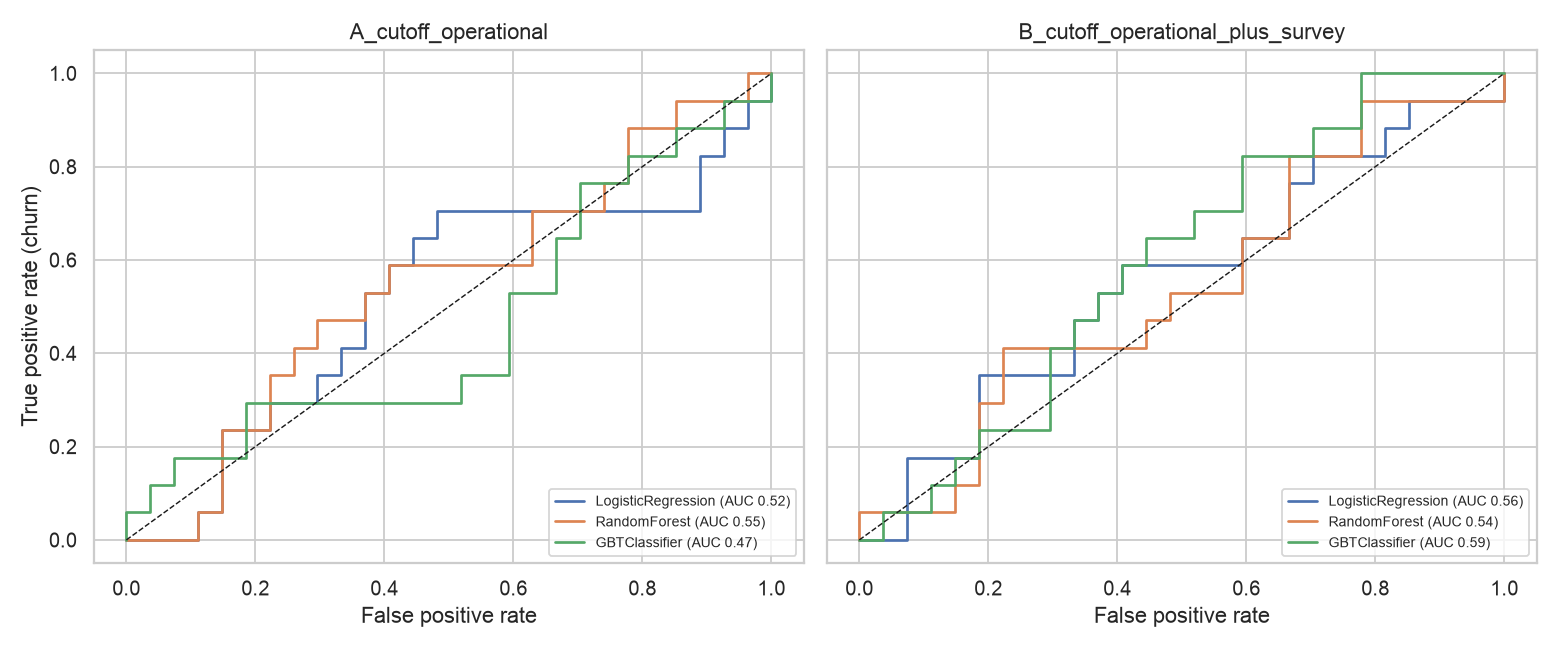 A_cutoff_operational
1.0
0.8
0.6
0.4
0.2
0.0
True positive rate (churn)
0.0 0.2 0.4 0.6 0.8 1.0
False positive rate
LogisticRegression (AUC 0.52)
RandomForest (AUC 0.55)
GBTClassifier (AUC 0.47)
B_cutoff_operational_plus_survey
0.0 0.2 0.4 0.6 0.8 1.0
False positive rate
LogisticRegression (AUC 0.56)
RandomForest (AUC 0.54)
GBTClassifier (AUC 0.59)